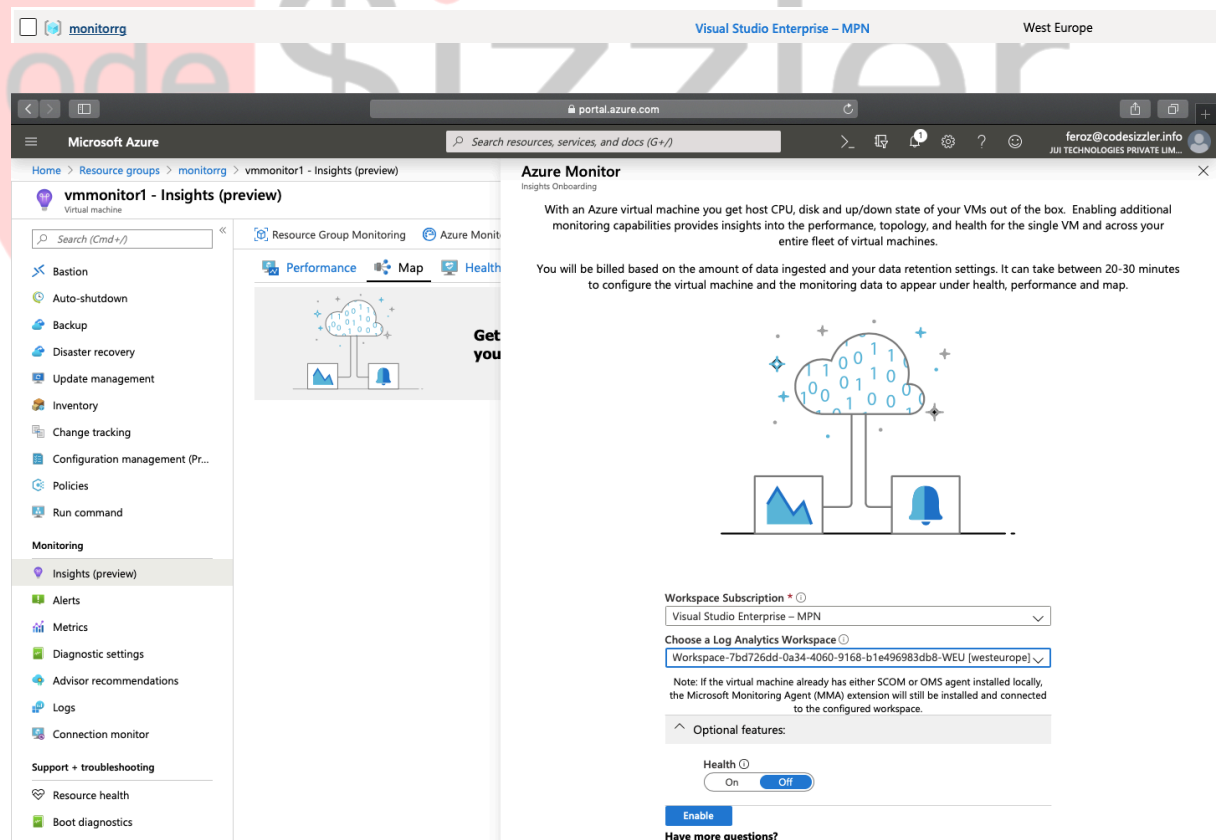 monitorrg Visual Studio Enterprise – MPN West Europe
ode Sizzler
portal.azure.com
Microsoft Azure
Search resources, services, and docs (G+/)
1
feroz@codesizzler.info
JIJI TECHNOLOGIES PRIVATE LIM...
Home > Resource groups > monitorrg > vmmonitor1 - Insights (preview)
vmmonitor1 - Insights (preview)
Virtual machine
Search (Cmd+/)
Bastion
Auto-shutdown
Backup
Disaster recovery
Update management
Inventory
Change tracking
Configuration management (Pr...
Policies
Run command
Monitoring
Insights (preview)
Alerts
Metrics
Diagnostic settings
Advisor recommendations
Logs
Connection monitor
Support + troubleshooting
Resource health
Boot diagnostics
Resource Group Monitoring Azure Monit
Performance Map Health
Get
you
Azure Monitor
Insights Onboarding
With an Azure virtual machine you get host CPU, disk and up/down state of your VMs out of the box. Enabling additional
monitoring capabilities provides insights into the performance, topology, and health for the single VM and across your
entire fleet of virtual machines.
You will be billed based on the amount of data ingested and your data retention settings. It can take between 20-30 minutes
to configure the virtual machine and the monitoring data to appear under health, performance and map.
Workspace Subscription *
Visual Studio Enterprise – MPN
Choose a Log Analytics Workspace
Workspace-7bd726dd-0a34-4060-9168-b1e496983db8-WEU [westeurope]
Note: If the virtual machine already has either SCOM or OMS agent installed locally,
the Microsoft Monitoring Agent (MMA) extension will still be installed and connected
to the configured workspace.
Optional features:
Health
On Off
Enable
Have more questions?